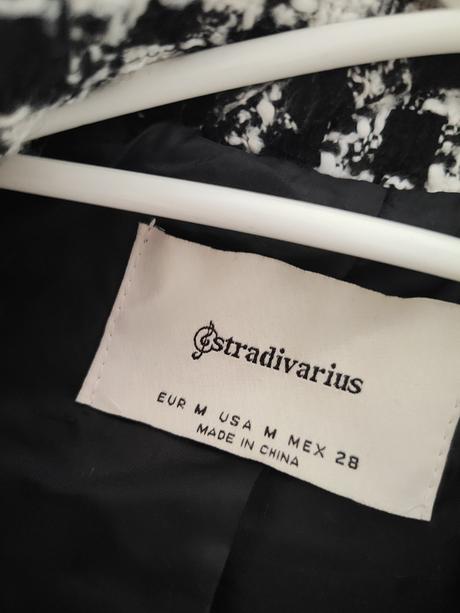 stradivarius
EUR M USA M MEX 28
MADE IN CHINA